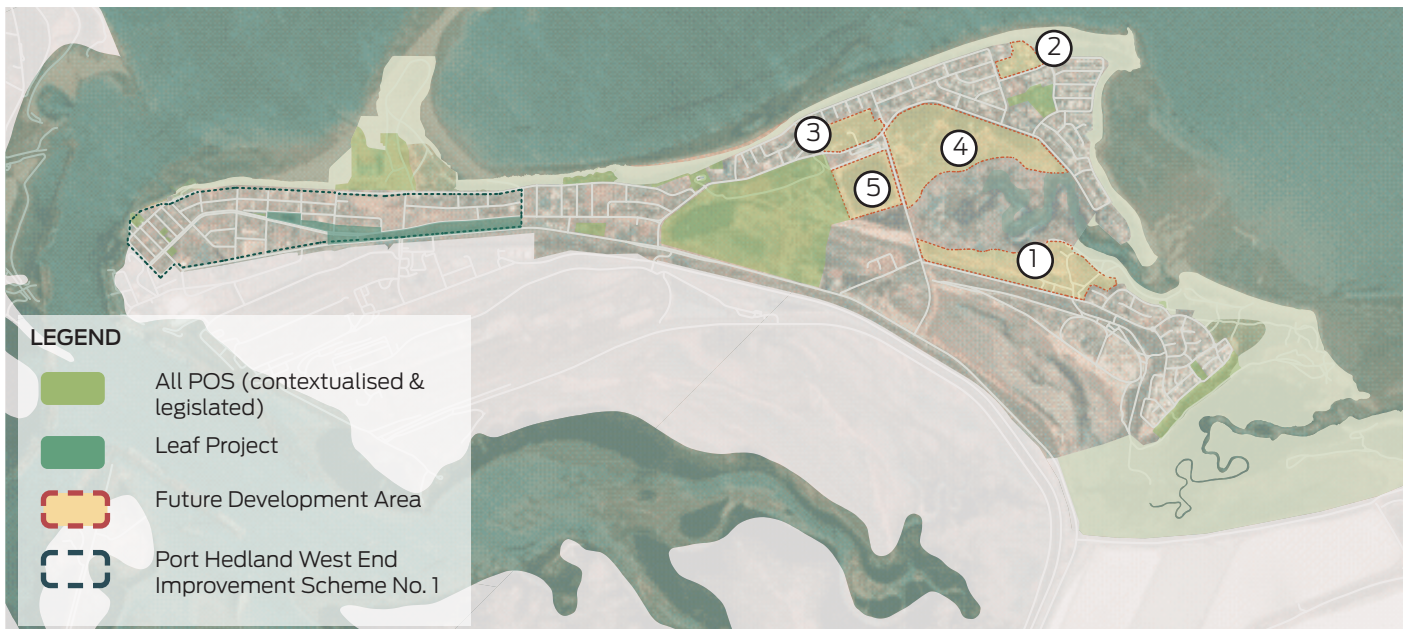 2
3
4
5
1
LEGEND
All POS (contextualised &
legislated)
Leaf Project
Future Development Area
Port Hedland West End
Improvement Scheme No. 1